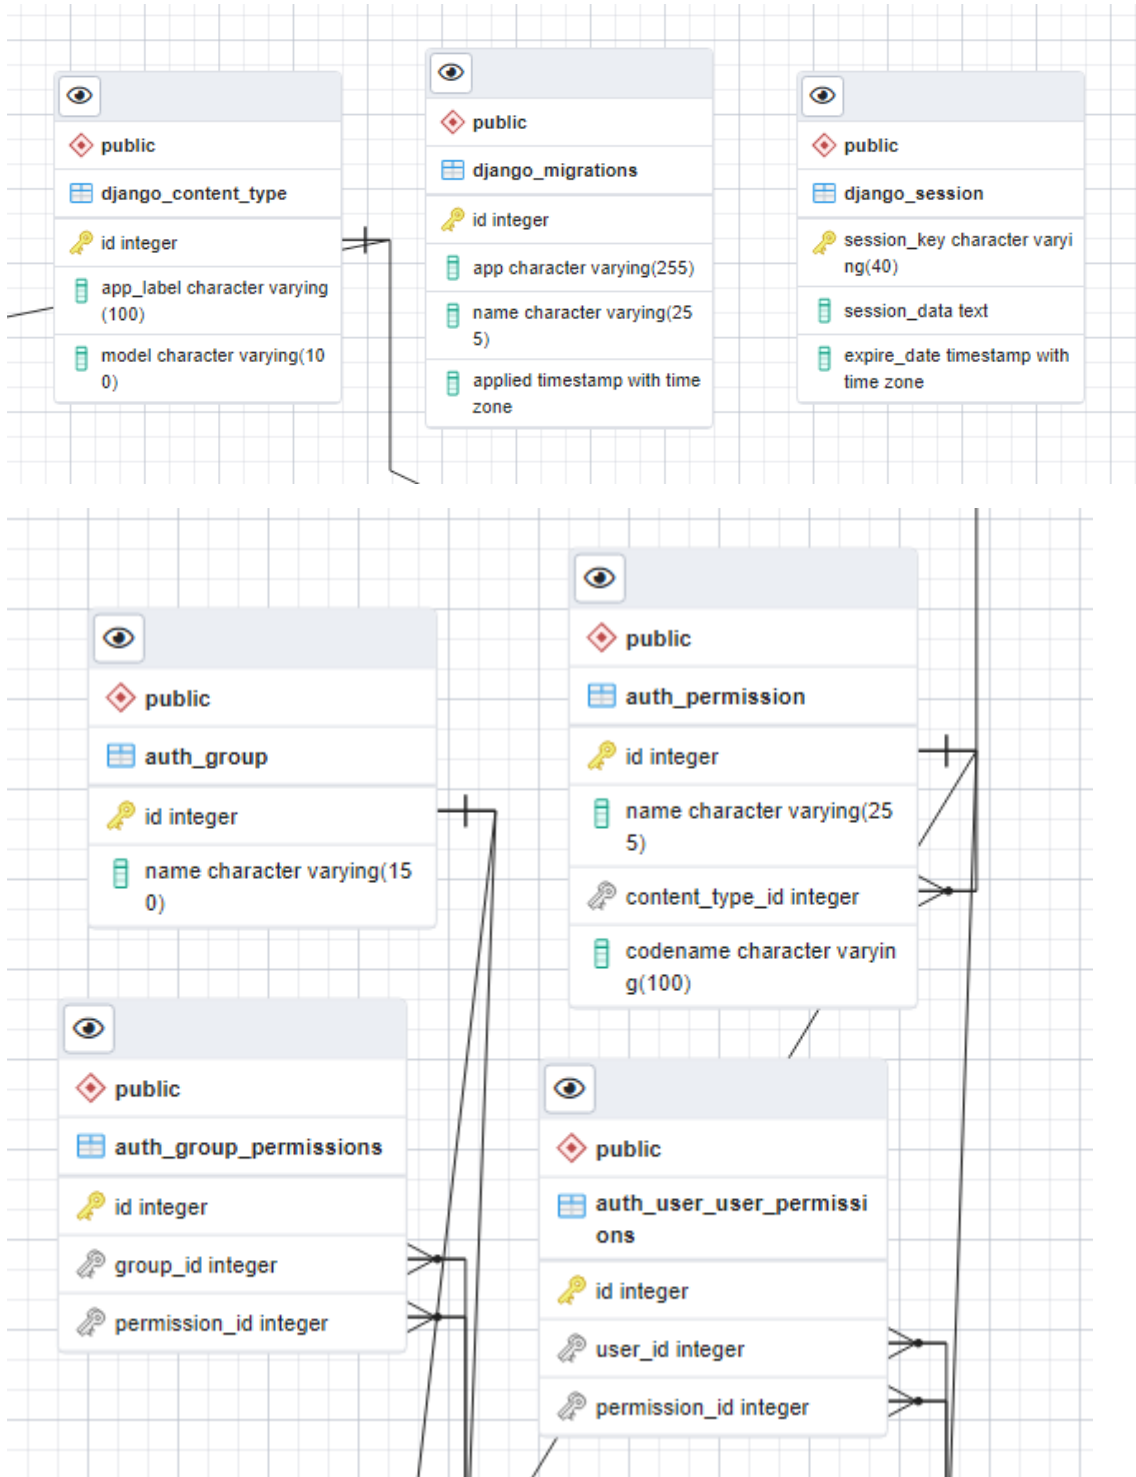 public
django_content_type
id integer
app_label character varying
(100)
model character varying(10
0)
public
django_migrations
id integer
app character varying(255)
name character varying(25
5)
applied timestamp with time
zone
public
django_session
session_key character varyi
ng(40)
session_data text
expire_date timestamp with
time zone
public
auth_group
id integer
name character varying(15
0)
public
auth_permission
id integer
name character varying(25
5)
content_type_id integer
codename character varyin
g(100)
public
auth_group_permissions
id integer
group_id integer
permission_id integer
public
auth_user_user_permissi
ons
id integer
user_id integer
permission_id integer